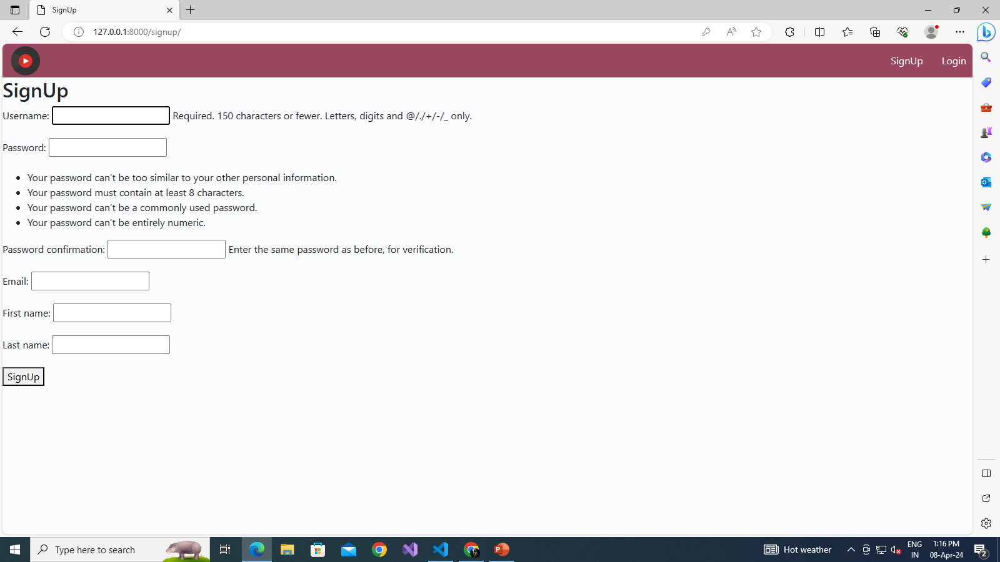 SignUp
127.0.0.1:8000/signup/
SignUp Login
SignUp
Username: Required. 150 characters or fewer. Letters, digits and @/./+/-/_ only.
Password:
Your password can't be too similar to your other personal information.
Your password must contain at least 8 characters.
Your password can't be a commonly used password.
Your password can't be entirely numeric.
Password confirmation: Enter the same password as before, for verification.
Email:
First name:
Last name:
SignUp
Type here to search
Hot weather
ENG
IN
1:16 PM
08-Apr-24
2